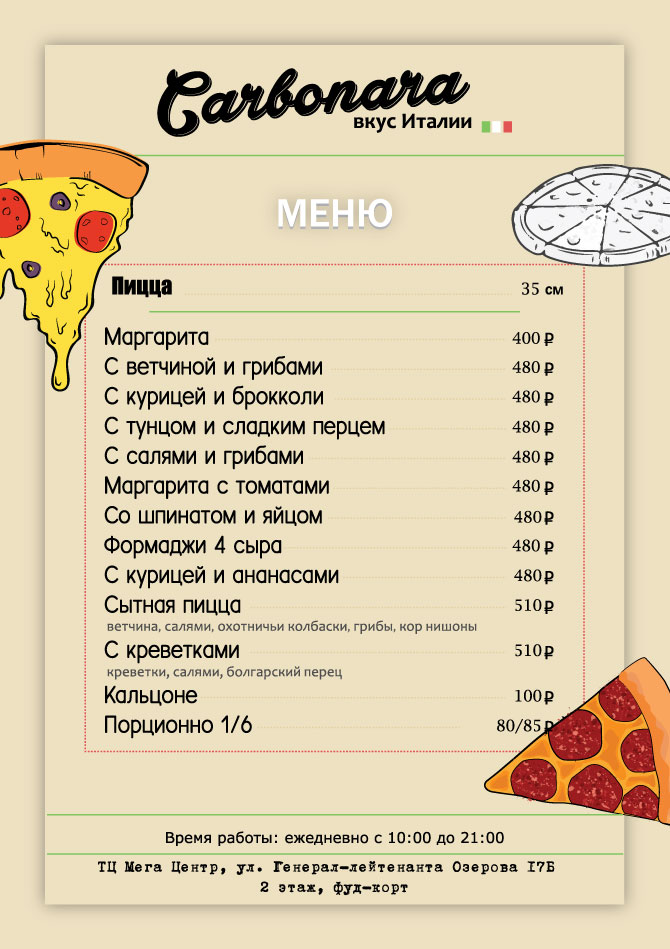 Carbonara
вкус Италии
МЕНЮ
Пицца 35 см
Маргарита 400 ₽
С ветчиной и грибами 480 ₽
С курицей и брокколи 480 ₽
С тунцом и сладким перцем 480 ₽
С салями и грибами 480 ₽
Маргарита с томатами 480 ₽
Со шпинатом и яйцом 480 ₽
Формаджи 4 сыра 480 ₽
С курицей и ананасами 480 ₽
Сытная пицца 510 ₽
ветчина, салями, охотничьи колбаски, грибы, кор нишоны
С креветками 510 ₽
креветки, салями, болгарский перец
Кальцоне 100 ₽
Порционно 1/6 80/85 ₽
Время работы: ежедневно с 10:00 до 21:00
ТЦ Мега Центр, ул. Генерал-лейтенанта Озерова 17Б
2 этаж, фуд-корт